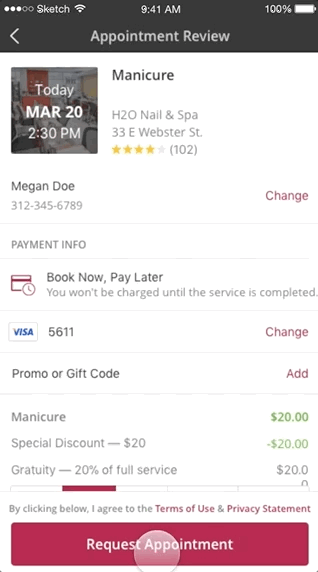 Sketch 9:41 AM 100%
Appointment Review
Today
MAR 20
2:30 PM
Manicure
H2O Nail & Spa
33 E Webster St.
(102)
Megan Doe
312-345-6789
Change
PAYMENT INFO
Book Now, Pay Later
You won't be charged until the service is completed.
VISA 5611 Change
Promo or Gift Code Add
Manicure $20.00
Special Discount — $20 -$20.00
Gratuity — 20% of full service $20.0
0
By clicking below, I agree to the Terms of Use & Privacy Statement
Request Appointment